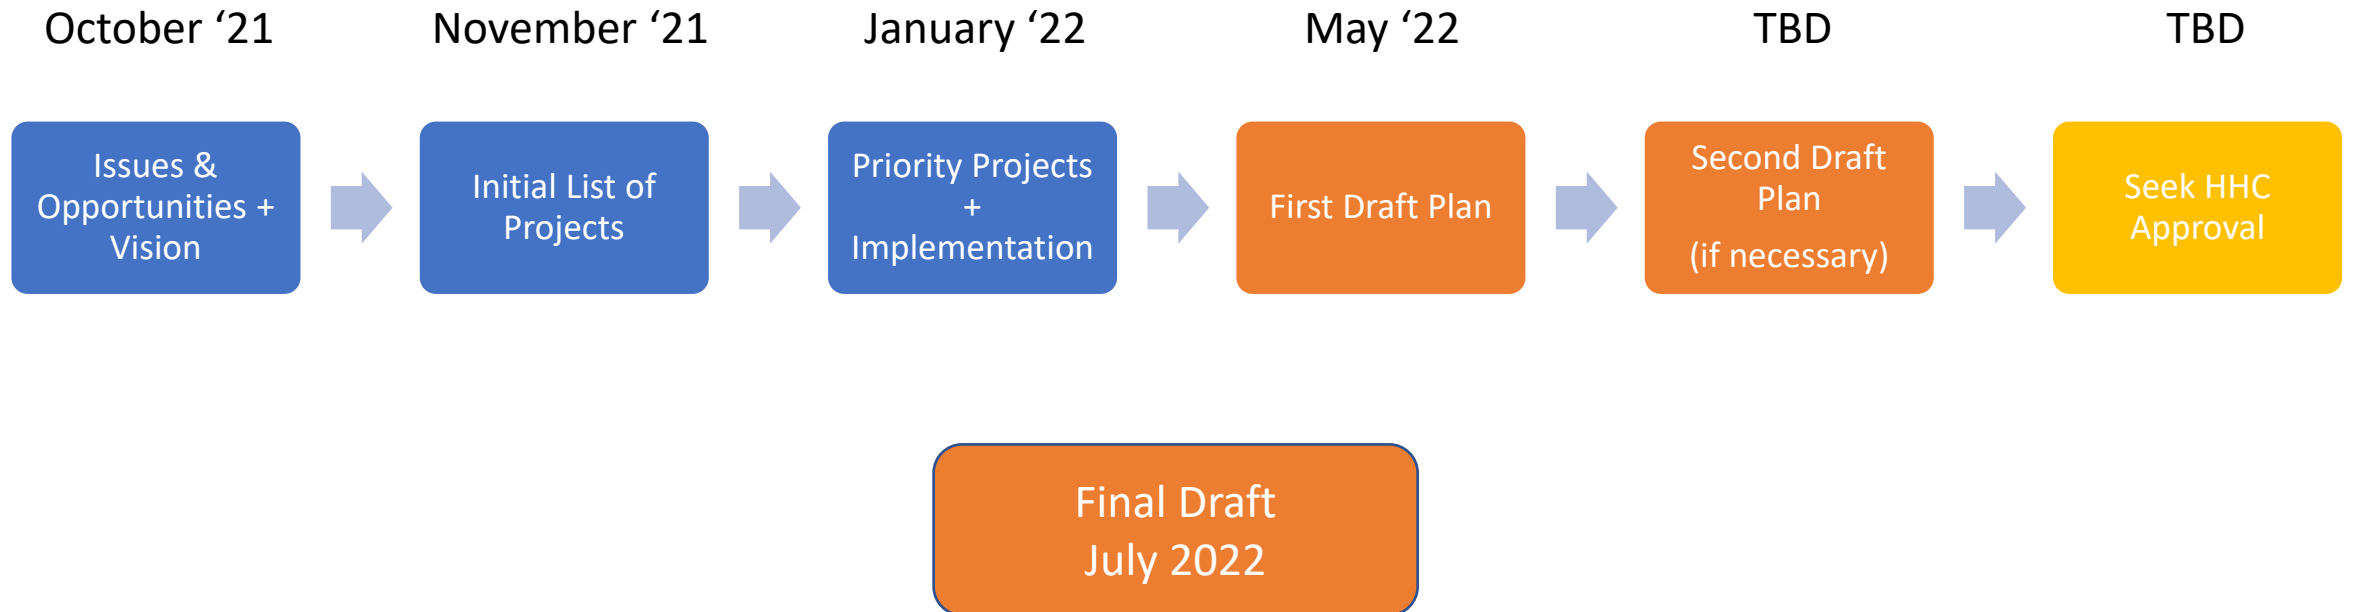 October ‘21
November ‘21
January ‘22
May ‘22
TBD
TBD
Issues &
Opportunities +
Vision
Initial List of
Projects
Priority Projects
+
Implementation
First Draft Plan
Second Draft
Plan
(if necessary)
Seek HHC
Approval
Final Draft
July 2022